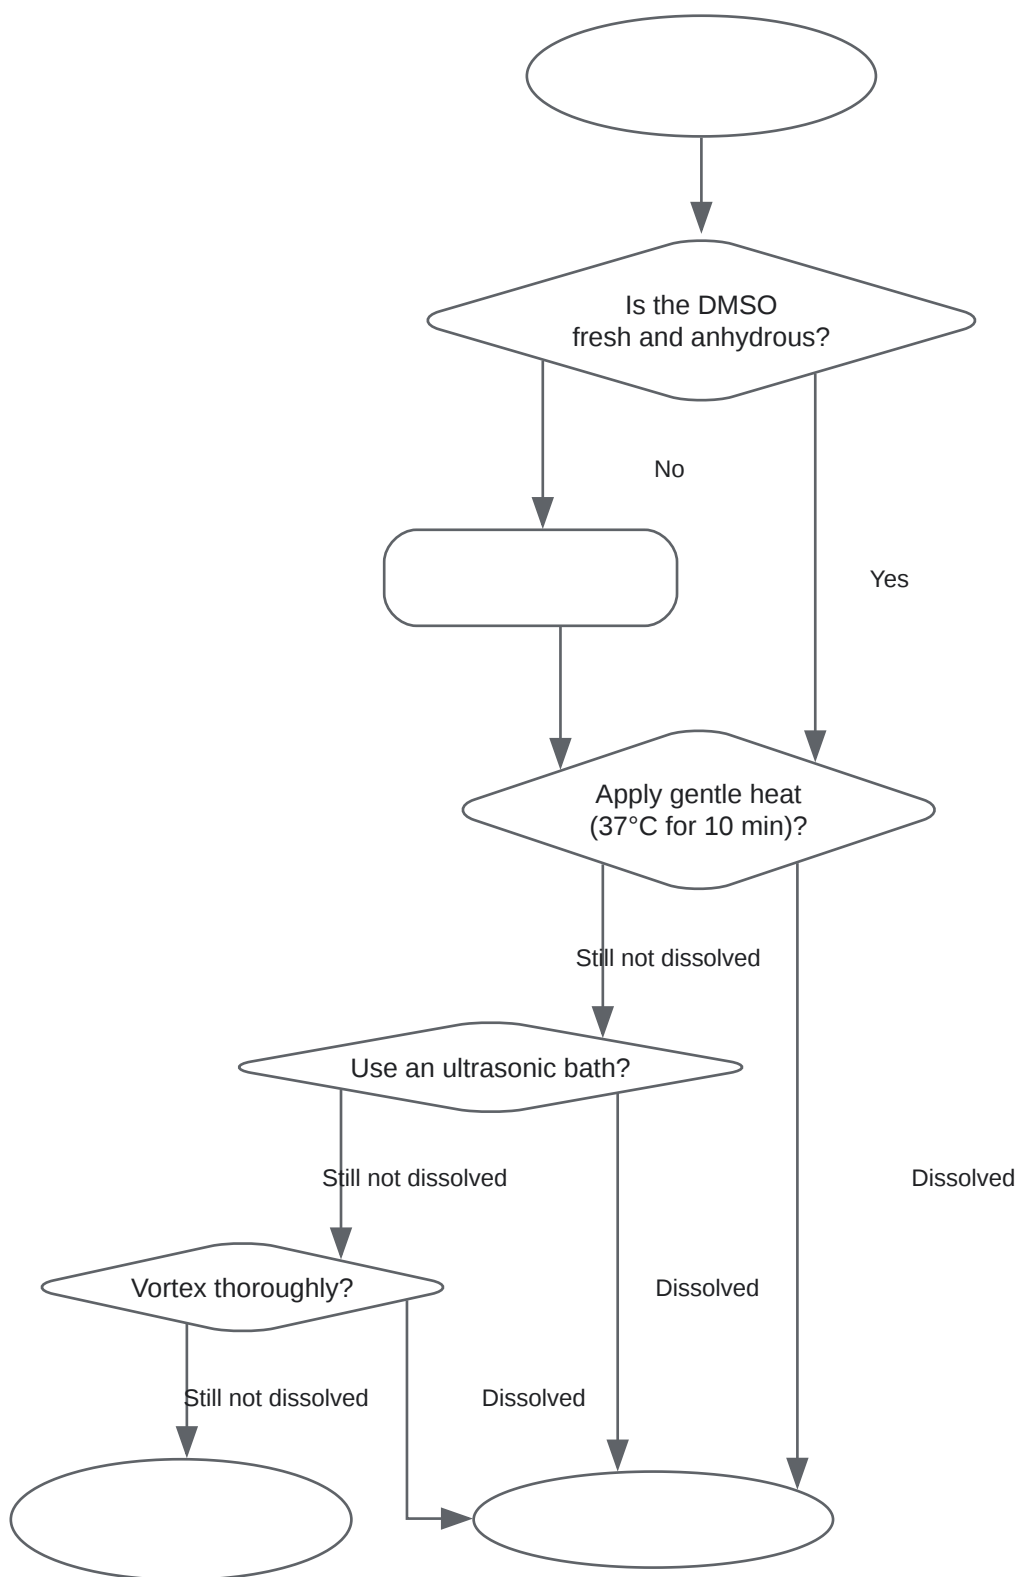 Is the DMSO
fresh and anhydrous?
No
Yes
Apply gentle heat
(37°C for 10 min)?
Still not dissolved
Use an ultrasonic bath?
Still not dissolved
Dissolved
Vortex thoroughly?
Dissolved
Still not dissolved
Dissolved